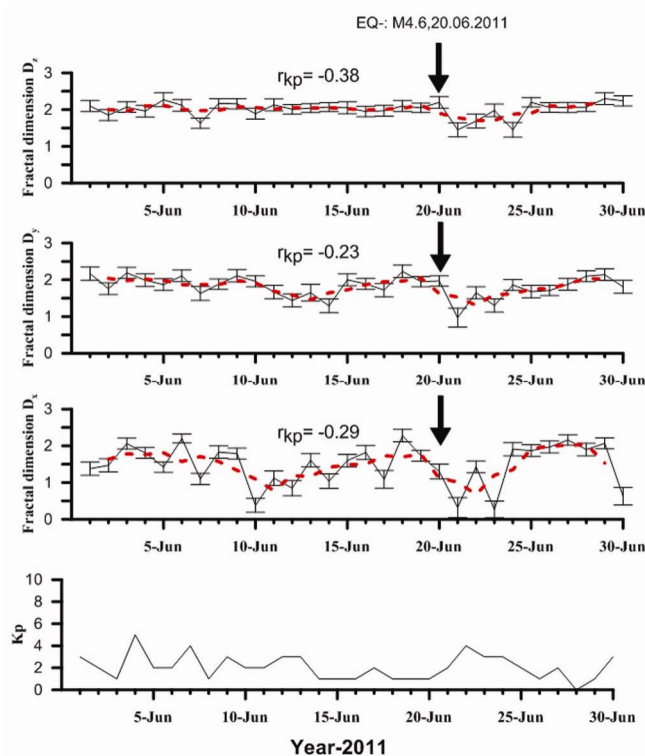 EQ-: M4.6,20.06.2011
rkp= -0.38
Fractal dimension Dz
3
2
1
0
5-Jun 10-Jun 15-Jun 20-Jun 25-Jun 30-Jun
rkp= -0.23
Fractal dimension Dy
3
2
1
0
5-Jun 10-Jun 15-Jun 20-Jun 25-Jun 30-Jun
rkp= -0.29
Fractal dimension Dx
3
2
1
0
5-Jun 10-Jun 15-Jun 20-Jun 25-Jun 30-Jun
Kp
10
8
6
4
2
0
5-Jun 10-Jun 15-Jun 20-Jun 25-Jun 30-Jun
Year-2011